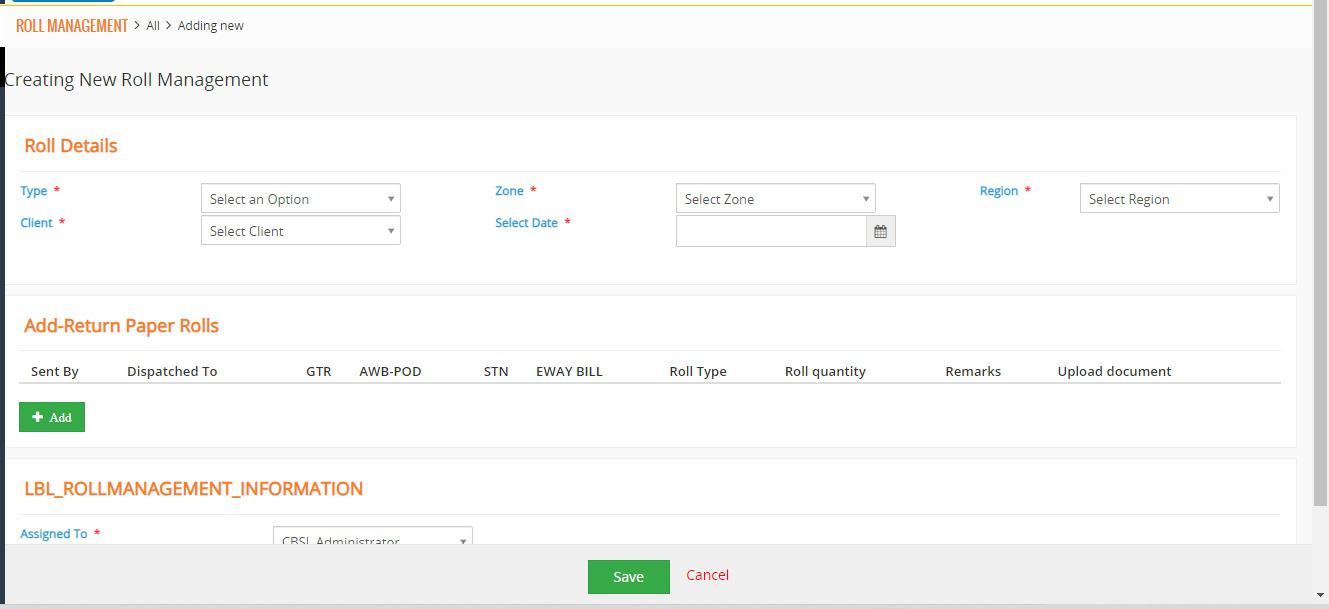 ROLL MANAGEMENT > All > Adding new
Creating New Roll Management
Roll Details
Type * Select an Option Zone * Select Zone Region * Select Region
Client * Select Client Select Date *
Add-Return Paper Rolls
Sent By Dispatched To GTR AWB-POD STN EWAY BILL Roll Type Roll quantity Remarks Upload document
+ Add
LBL_ROLLMANAGEMENT_INFORMATION
Assigned To * CBSL Administrator
Save Cancel